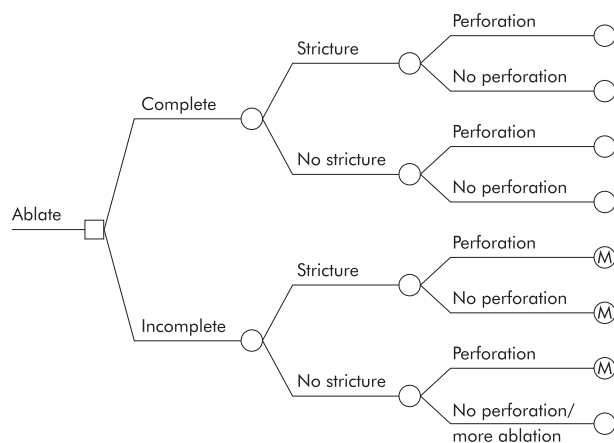 Perforation
Stricture
No perforation
Complete
Perforation
No stricture
No perforation
Ablate
Perforation
M
Stricture
No perforation
M
Incomplete
Perforation
M
No stricture
No perforation/
more ablation